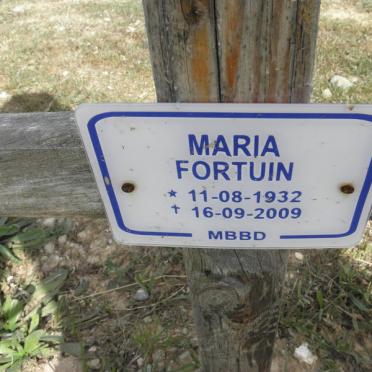 MARIA
FORTUIN
★ 11-08-1932
✝ 16-09-2009
MBBD